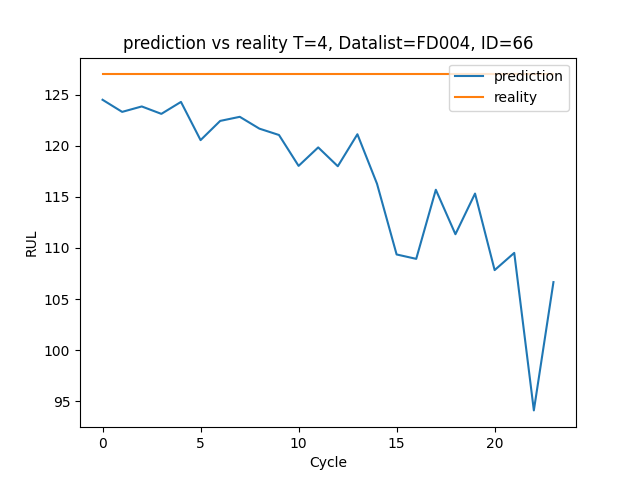 prediction vs reality T=4, Datalist=FD004, ID=66
prediction
reality
125
120
115
110
105
100
95
RUL
0 5 10 15 20
Cycle